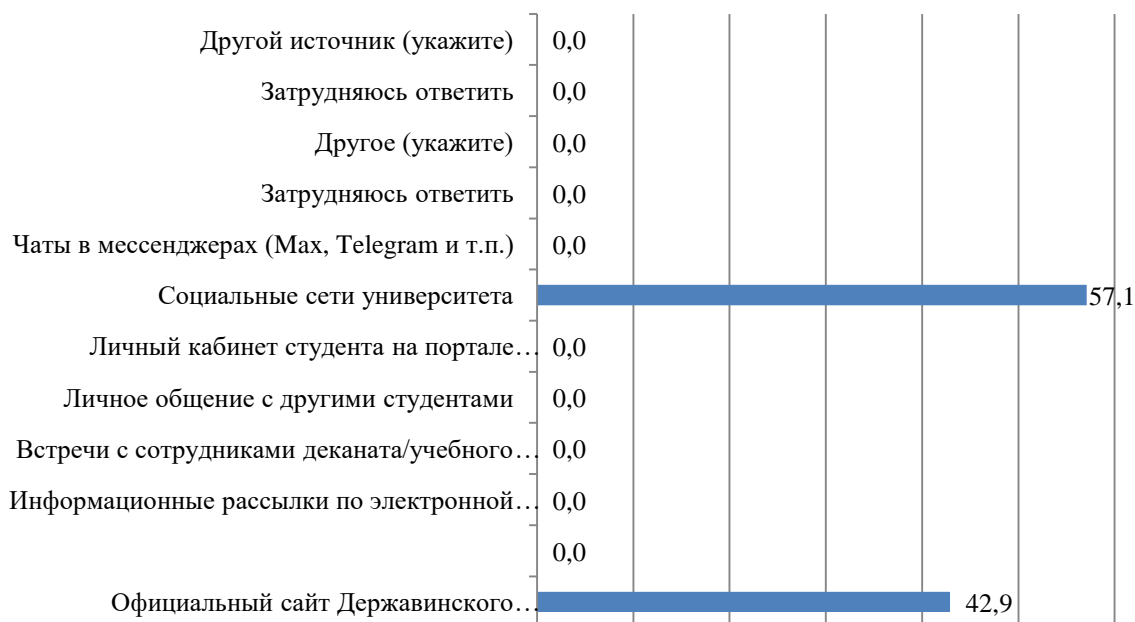 Другой источник (укажите) 0,0
Затрудняюсь ответить 0,0
Другое (укажите) 0,0
Затрудняюсь ответить 0,0
Чаты в мессенджерах (Max, Telegram и т.п.) 0,0
Социальные сети университета 57,1
Личный кабинет студента на портале… 0,0
Личное общение с другими студентами 0,0
Встречи с сотрудниками деканата/учебного… 0,0
Информационные рассылки по электронной… 0,0
0,0
Официальный сайт Державинского… 42,9